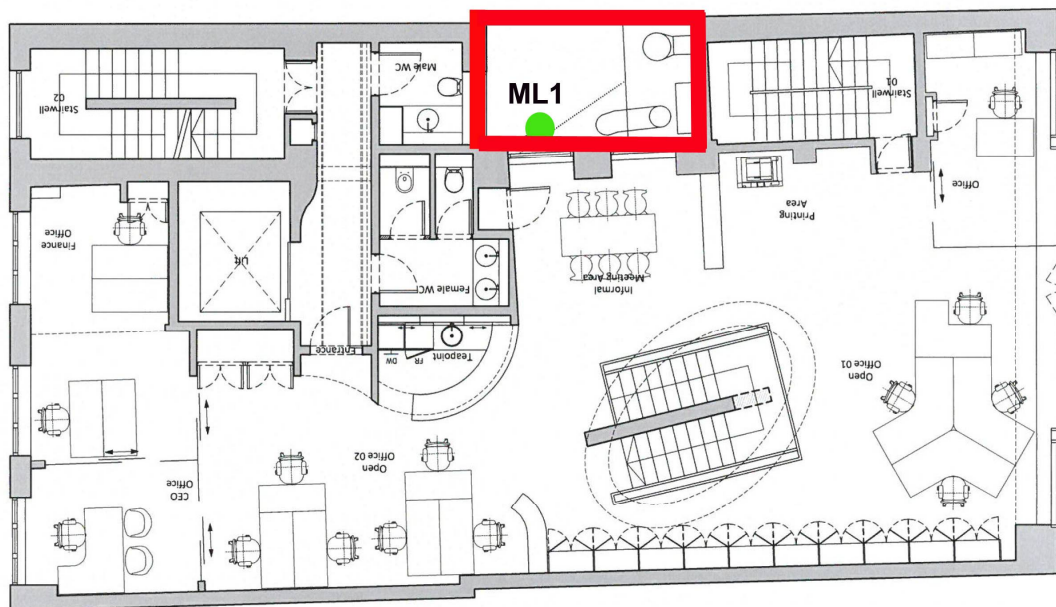 ML1
Male WC
Stairwell
02
Stairwell
01
Office
Printing
Area
Finance
Office
Lift
Female WC
Informal
Meeting Area
Entrance
Teapoint
DW
FR
Open
Office 01
Open
Office 02
CEO
Office